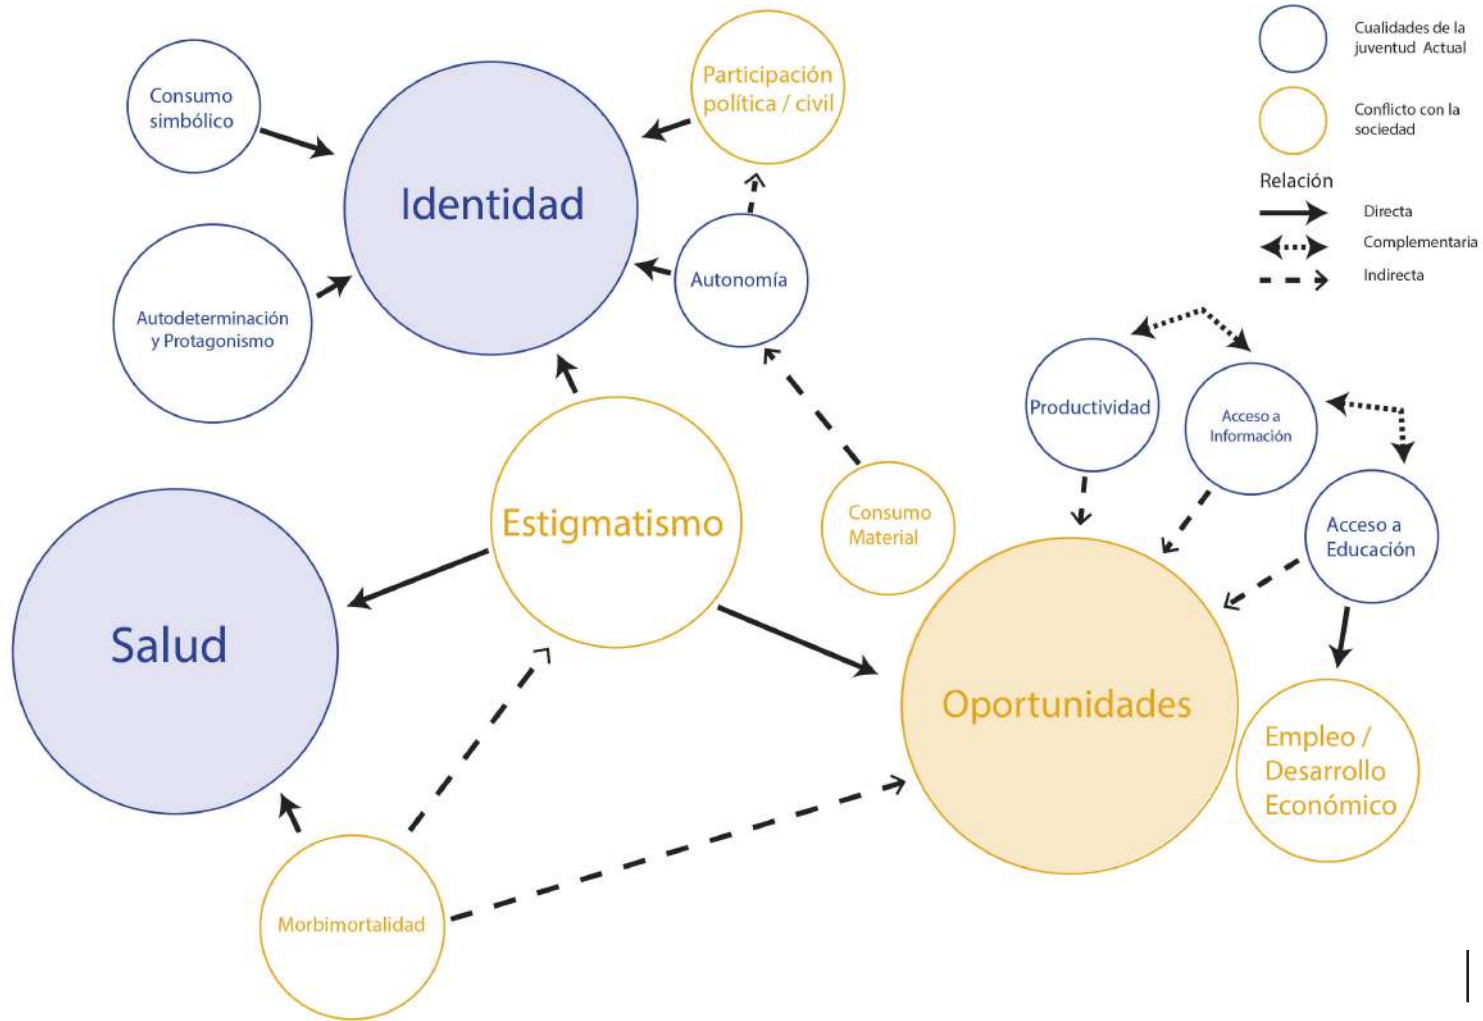 Consumo
simbólico
Participación
política / civil
Cualidades de la
juventud Actual
Conflicto con la
sociedad
Relación
Directa
Complementaria
Indirecta
Identidad
Autonomía
Autodeterminación
y Protagonismo
Productividad
Acceso a
Información
Estigmatismo
Consumo
Material
Acceso a
Educación
Salud
Oportunidades
Empleo /
Desarrollo
Económico
Morbimortalidad